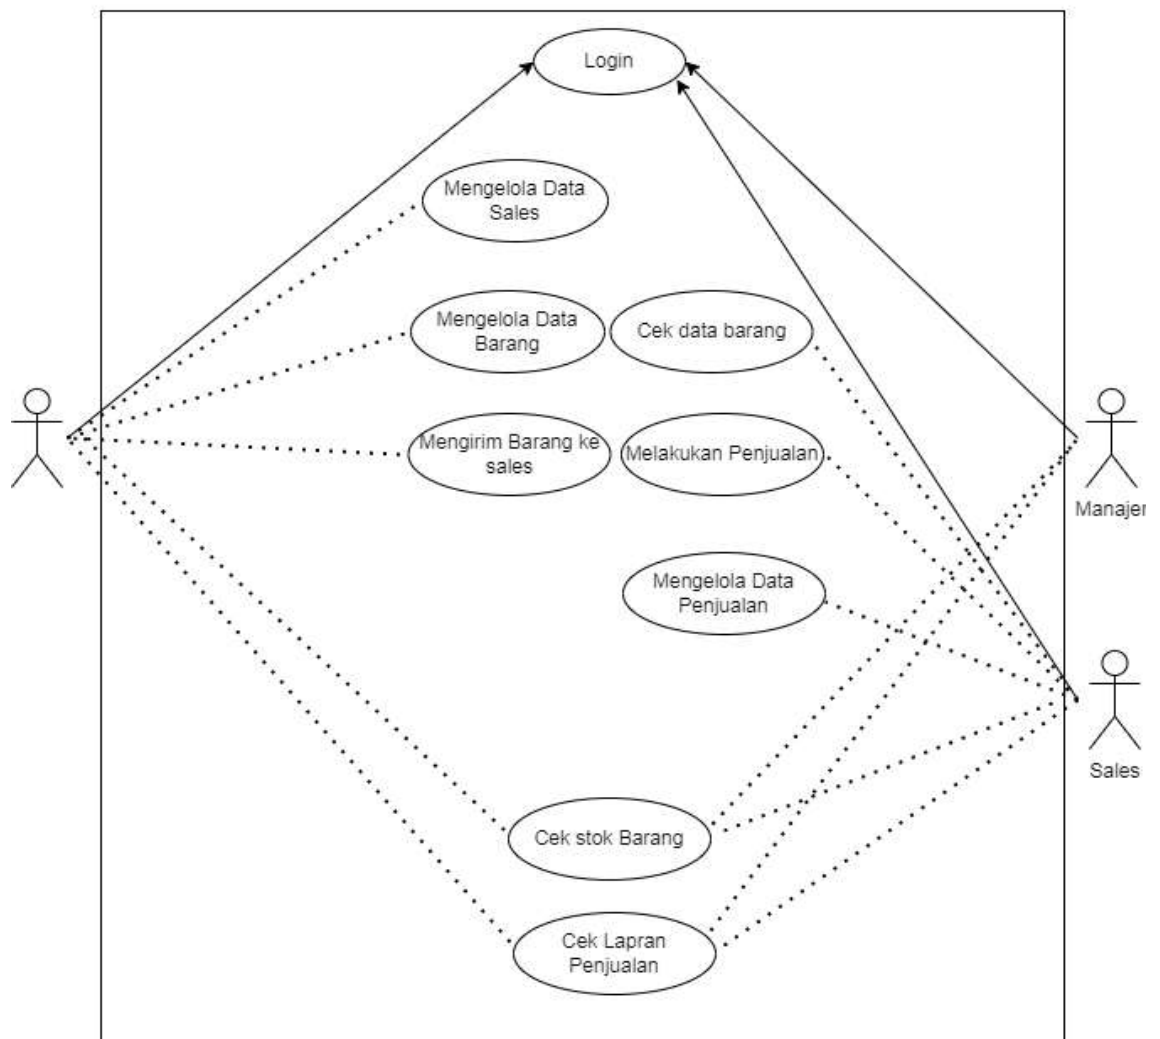 Login
Mengelola Data
Sales
Mengelola Data
Barang
Cek data barang
Mengirim Barang ke
sales
Melakukan Penjualan
Manajer
Mengelola Data
Penjualan
Sales
Cek stok Barang
Cek Lapran
Penjualan